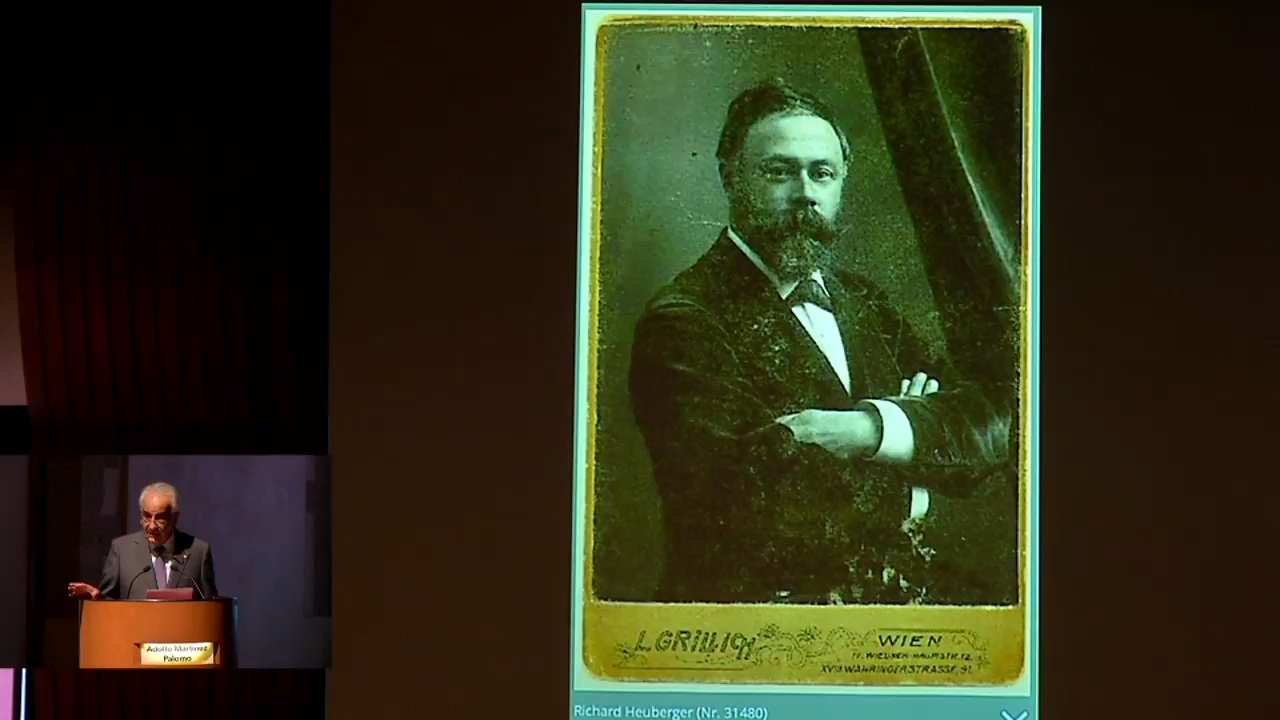 L. GRILLICH
WIEN
IV. WIEDNER-HAUPTSTR. 12.
XVIII WÄHRINGERSTRASSE, 91.
Richard Heuberger (Nr. 31480)
Adolfo Martínez
Palomo